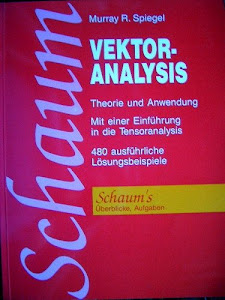 Murray R. Spiegel
VEKTOR-
ANALYSIS
Theorie und Anwendung
Mit einer Einführung
in die Tensoranalysis
480 ausführliche
Lösungsbeispiele
Schaum's
Überblicke, Aufgaben
Schaum